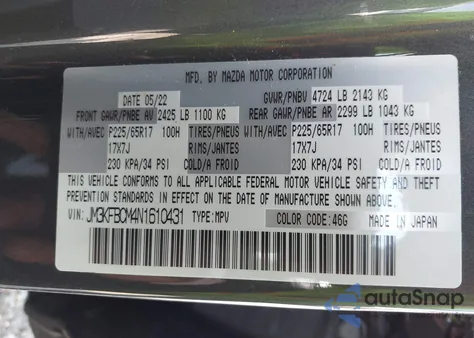 MFD. BY MAZDA MOTOR CORPORATION
DATE 05/22 GVWR/PNBV 4724 LB 2143 KG
FRONT GAWR/PNBE AV 2425 LB 1100 KG REAR GAWR/PNBE AR 2299 LB 1043 KG
WITH/AVEC P225/65R17 100H TIRES/PNEUS WITH/AVEC P225/65R17 100H TIRES/PNEUS
17X7J RIMS/JANTES 17X7J RIMS/JANTES
230 KPA/34 PSI COLD/A FROID 230 KPA/34 PSI COLD/A FROID
THIS VEHICLE CONFORMS TO ALL APPLICABLE FEDERAL MOTOR VEHICLE SAFETY AND THEFT
PREVENTION STANDARDS IN EFFECT ON THE DATE OF MANUFACTURE SHOWN ABOVE.
VIN: JM3KFBCM4N1610431 TYPE:MPV COLOR CODE:46G MADE IN JAPAN
autoSnap